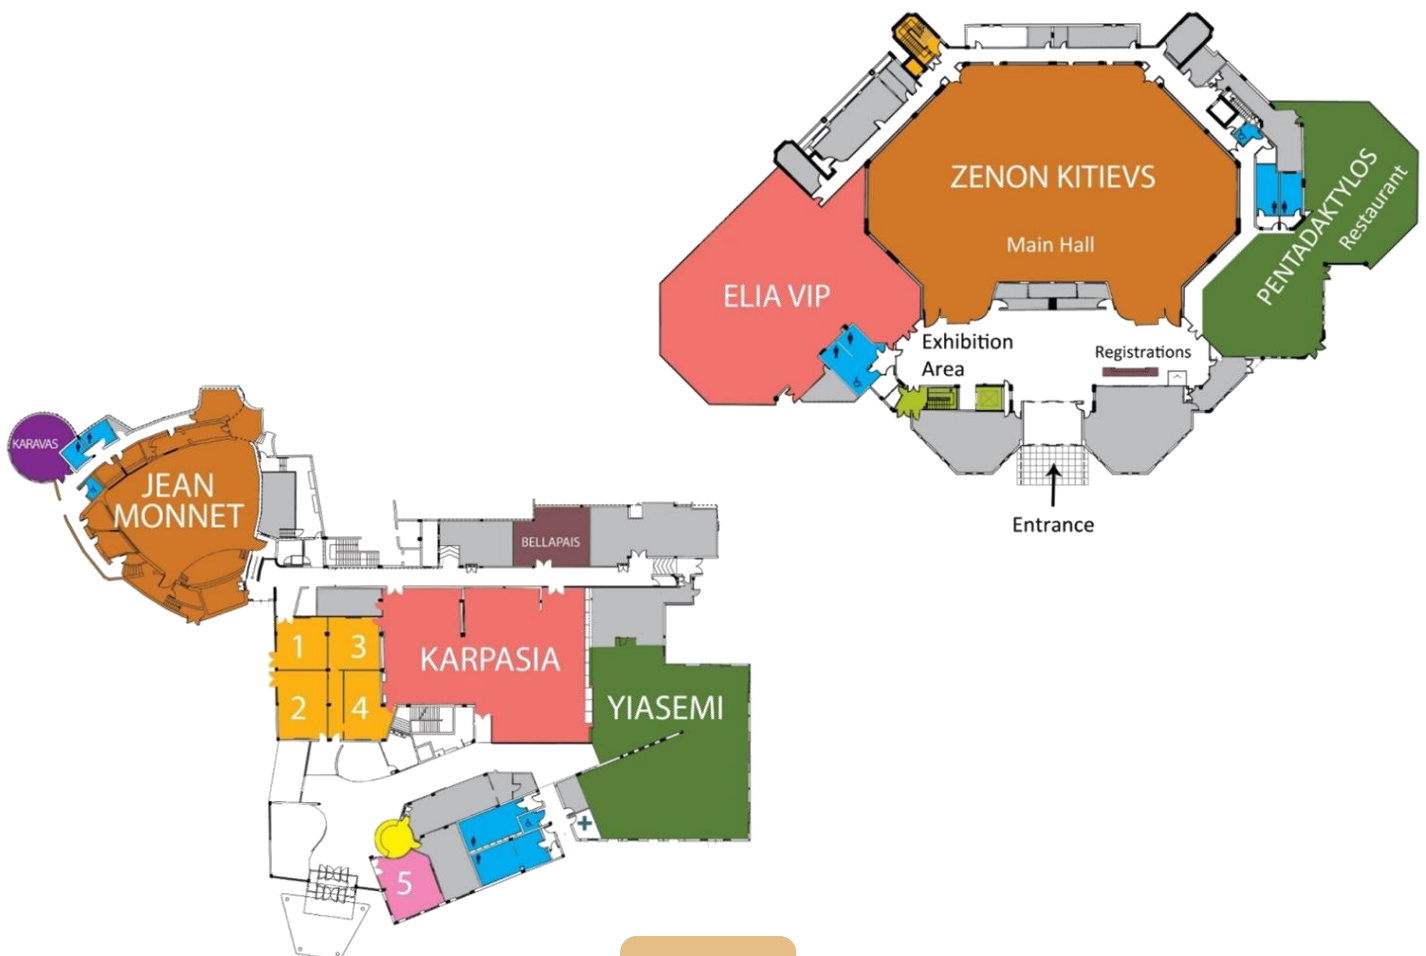 ZENON KITIEVS
Main Hall
PENTADAKTYLOS
Restaurant
ELIA VIP
Exhibition
Area
Registrations
Entrance
KARAVAS
JEAN
MONNET
BELLAPAIS
1
3
KARPASIA
2
4
YIASEMI
5